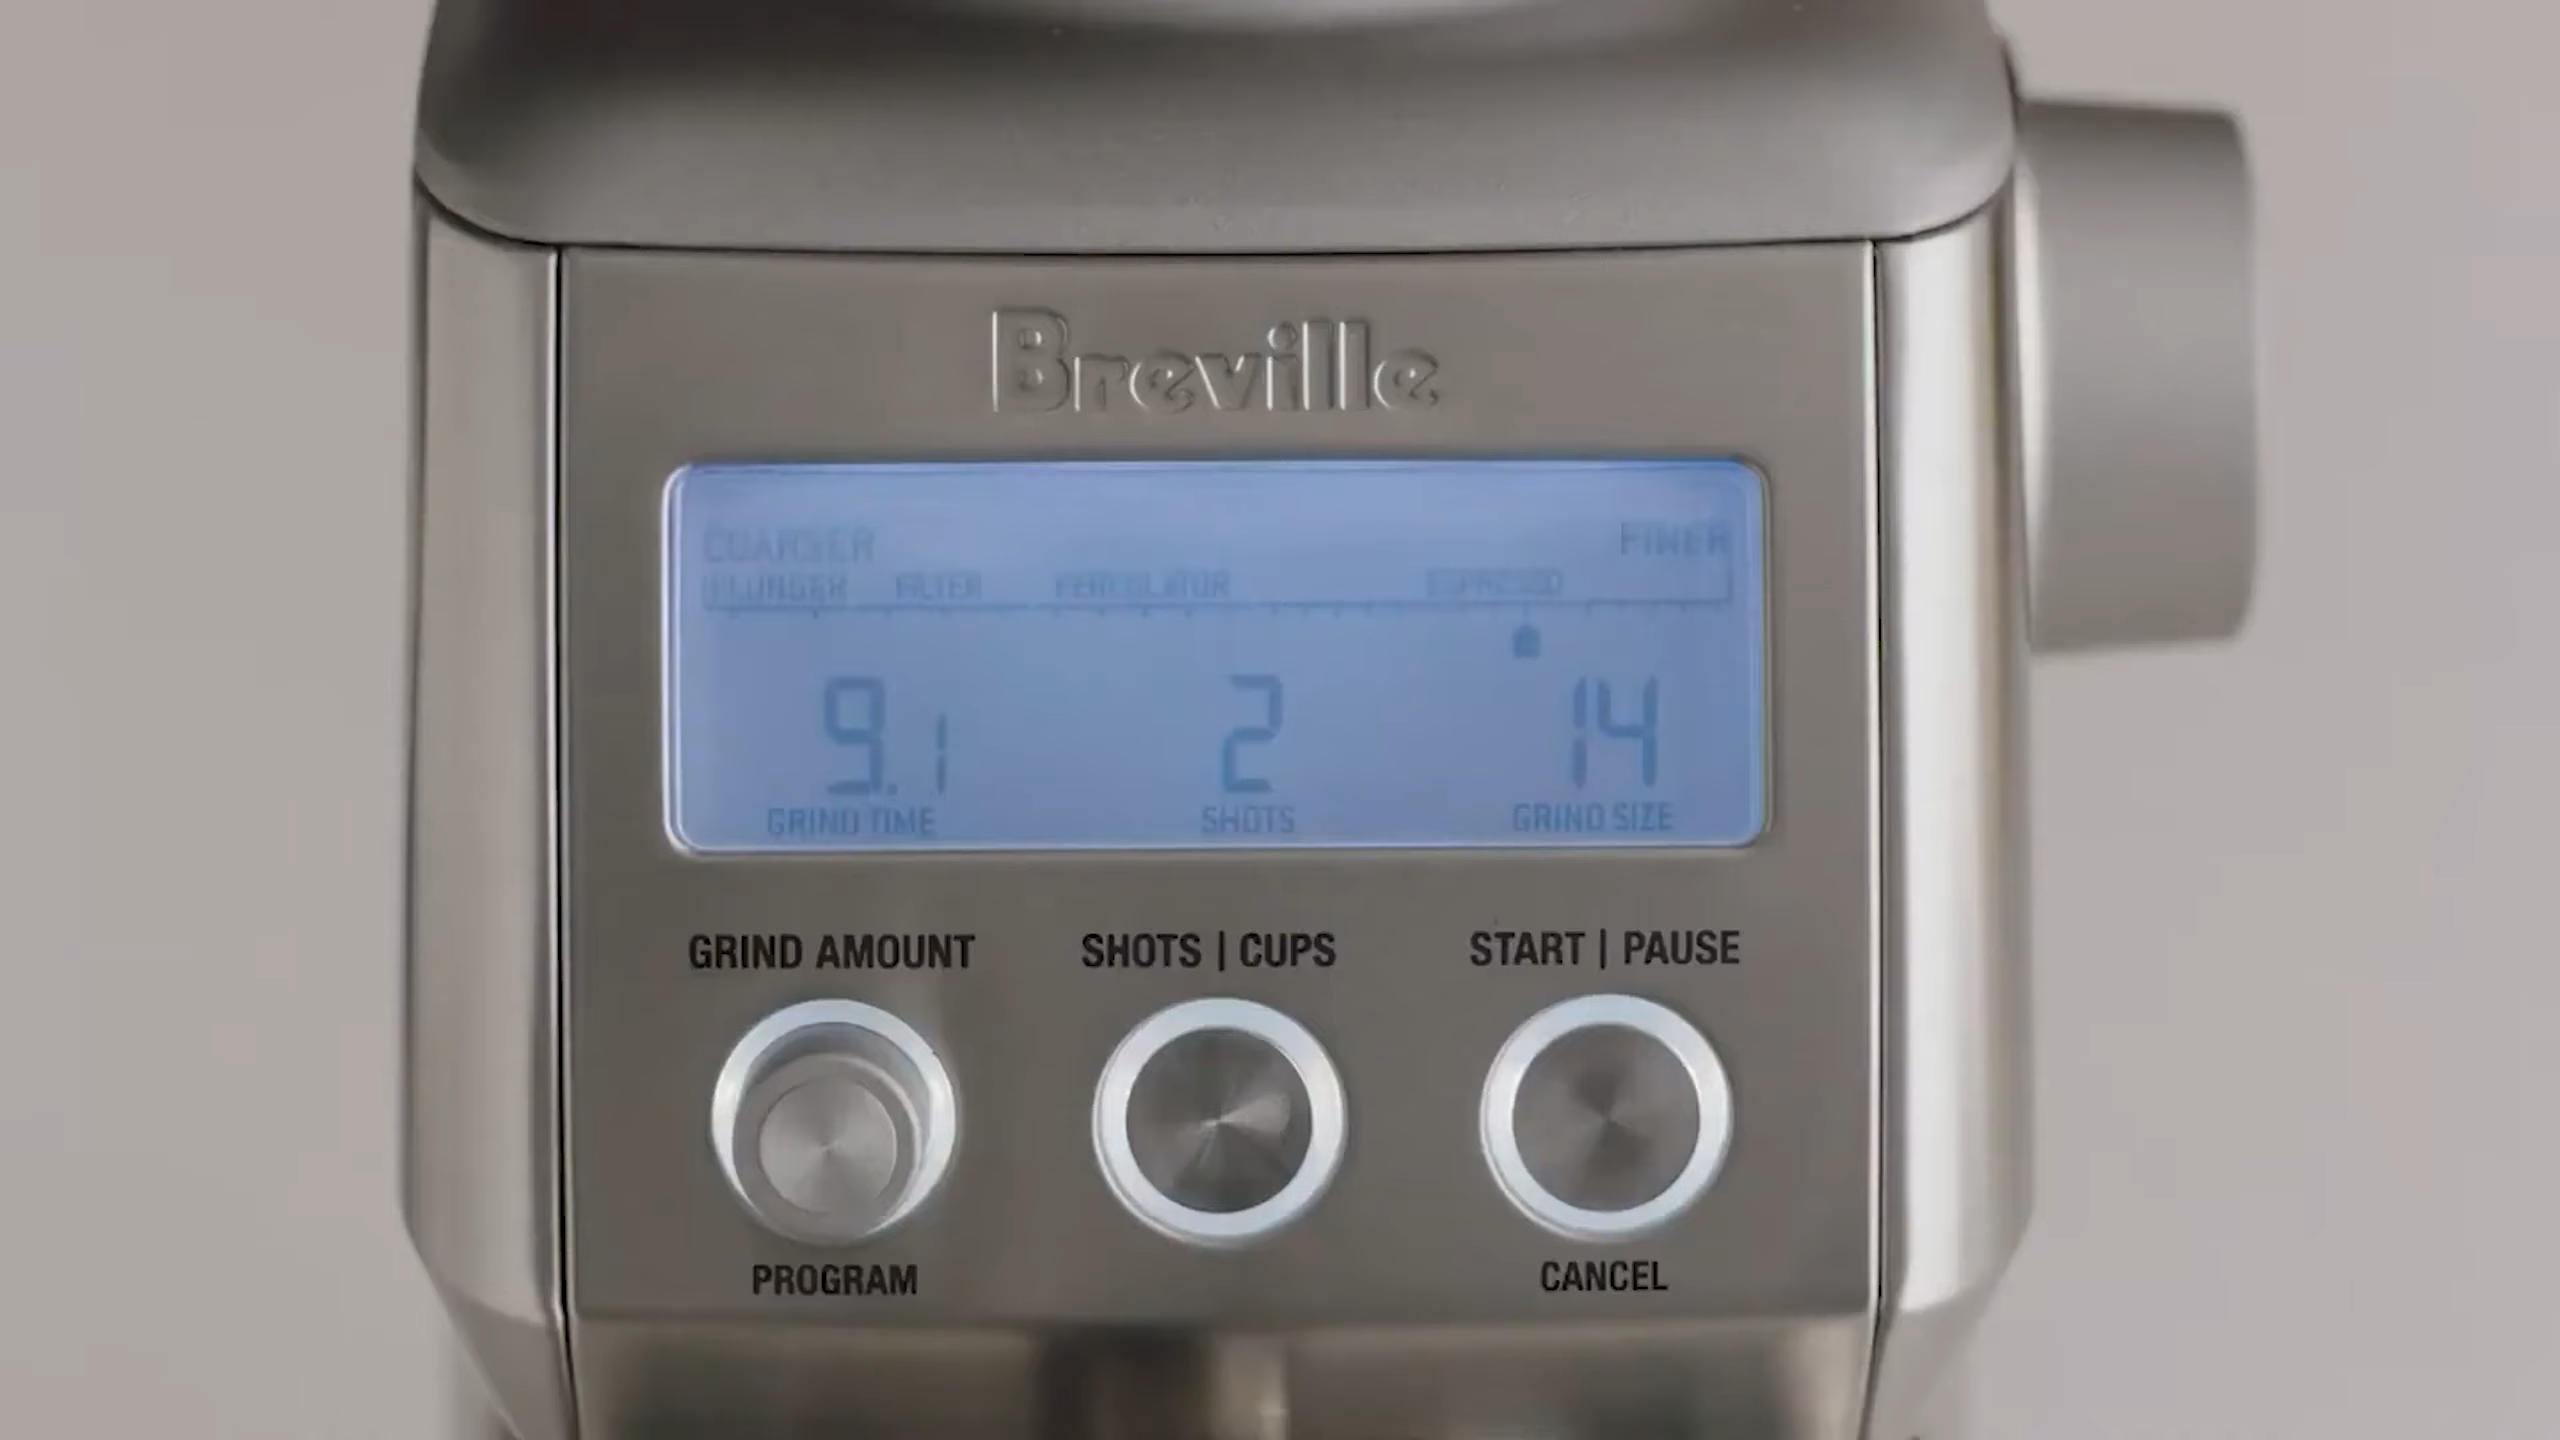 Breville
COARSER FINER
PLUNGER FILTER PERCOLATOR ESPRESSO
9.1 2 14
GRIND TIME SHOTS GRIND SIZE
GRIND AMOUNT SHOTS | CUPS START | PAUSE
PROGRAM CANCEL